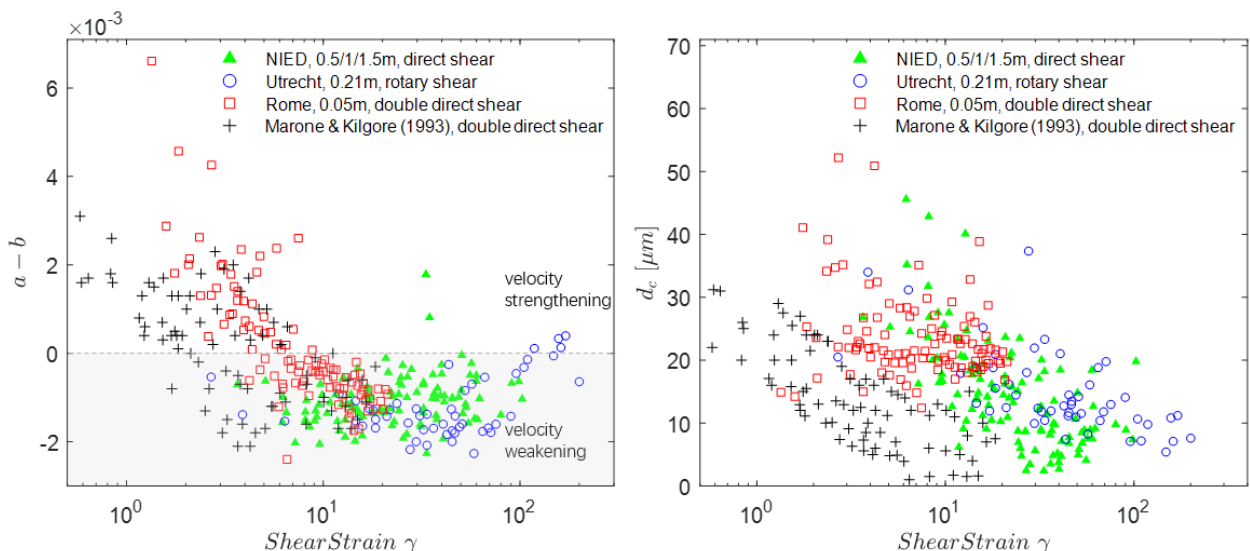 ×10⁻³
6
4
2
0
-2
a − b
NIED, 0.5/1/1.5m, direct shear
Utrecht, 0.21m, rotary shear
Rome, 0.05m, double direct shear
Marone & Kilgore (1993), double direct shear
velocity
strengthening
velocity
weakening
10⁰
10¹
10²
ShearStrain γ
70
60
50
40
30
20
10
0
d_c [μm]
NIED, 0.5/1/1.5m, direct shear
Utrecht, 0.21m, rotary shear
Rome, 0.05m, double direct shear
Marone & Kilgore (1993), double direct shear
10⁰
10¹
10²
ShearStrain γ